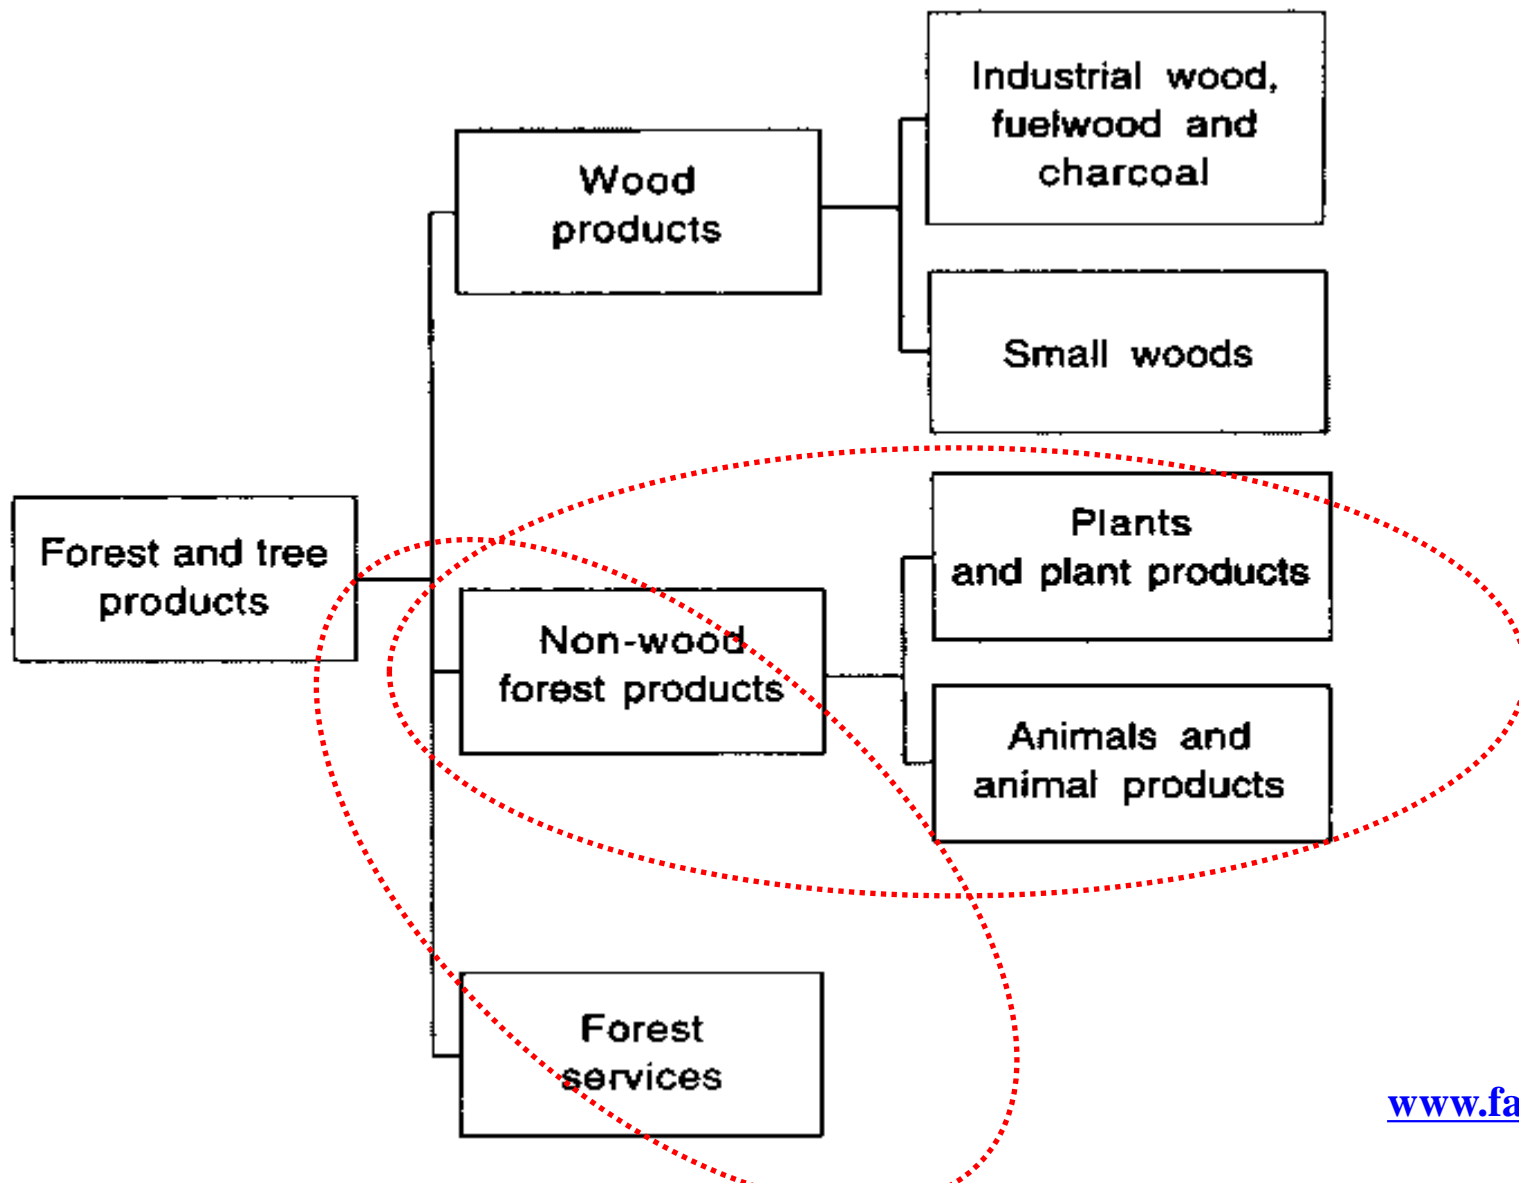 Industrial wood,
fuelwood and
charcoal
Wood
products
Small woods
Forest and tree
products
Plants
and plant products
Non-wood
forest products
Animals and
animal products
Forest
services
www.fa